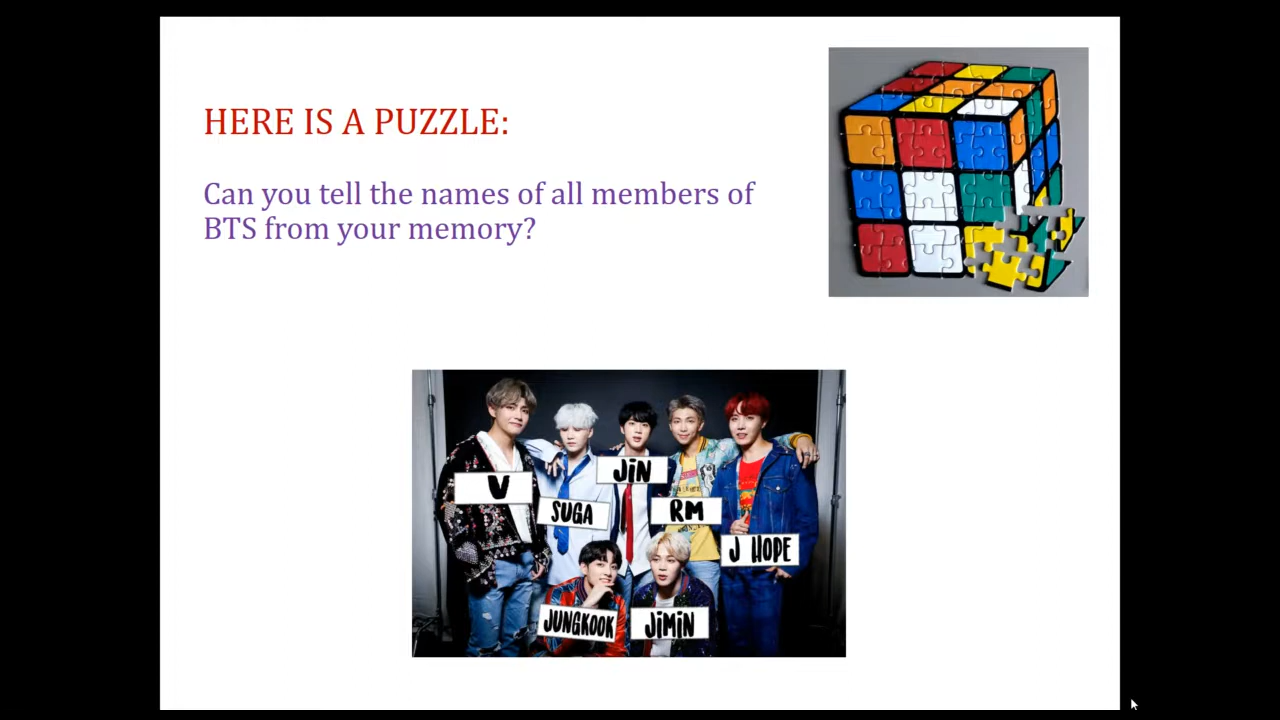 HERE IS A PUZZLE:
Can you tell the names of all members of
BTS from your memory?
V
SUGA
JiN
RM
J HOPE
JUNGKOOK
JiMiN